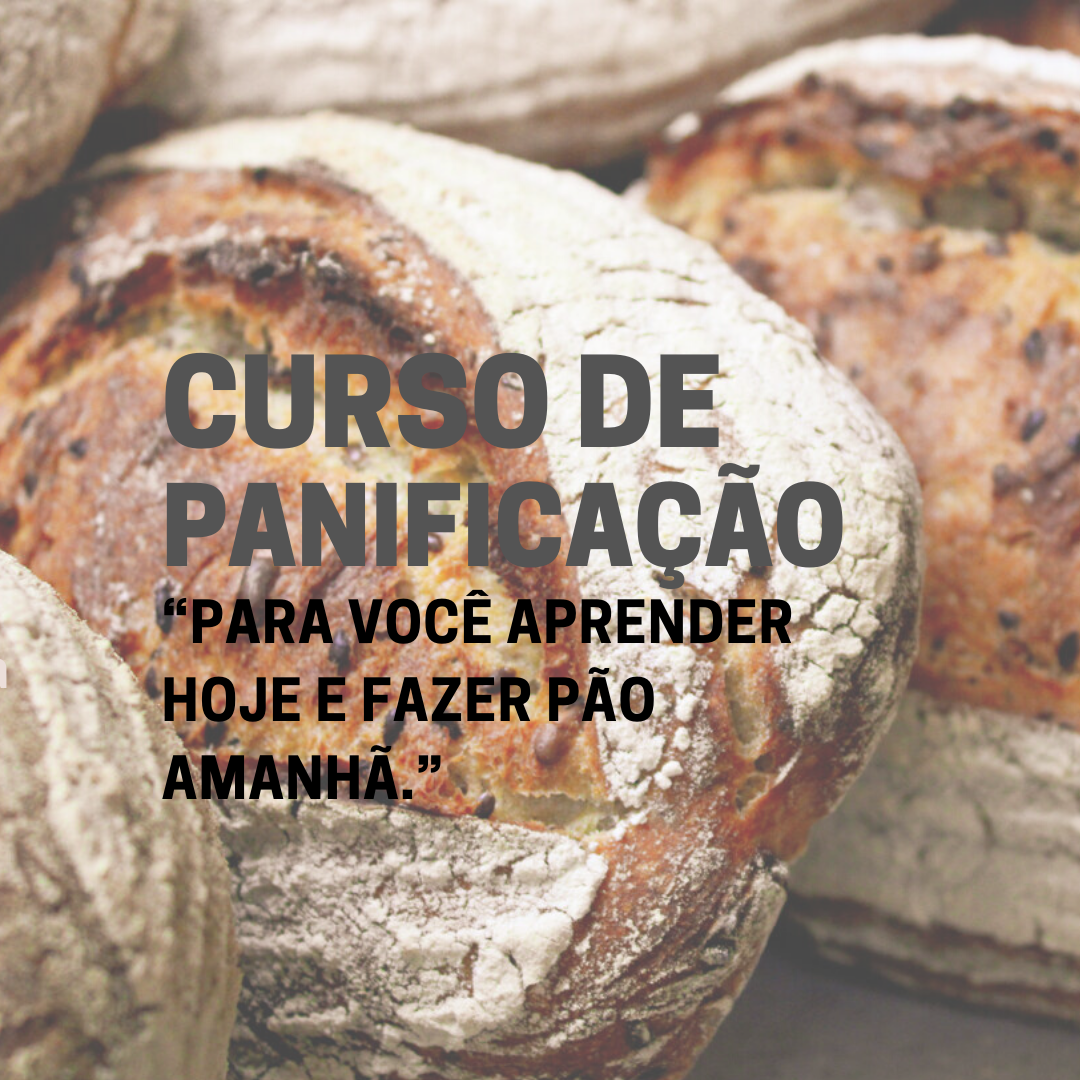 CURSO DE
PANIFICAÇÃO
“PARA VOCÊ APRENDER
HOJE E FAZER PÃO
AMANHÃ.”